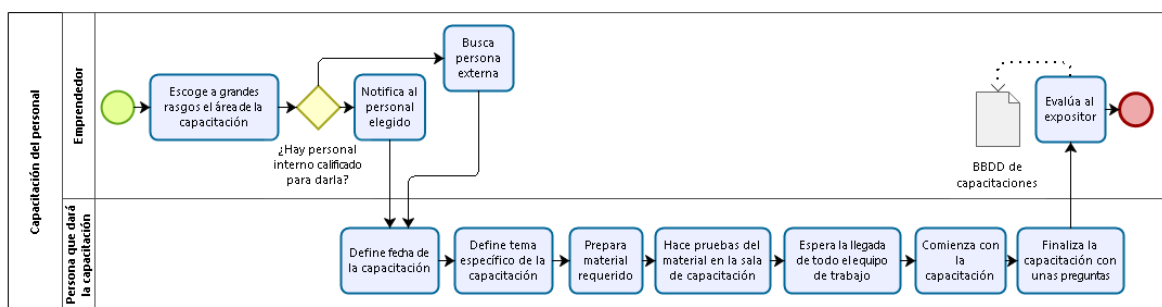 Capacitación del personal
Emprendedor
Escoge a grandes
rasgos el área de la
capacitación
¿Hay personal
interno calificado
para darla?
Notifica al
personal
elegido
Busca
persona
externa
BBDD de
capacitaciones
Evalúa al
expositor
Persona que dará
la capacitación
Define fecha de
la capacitación
Define tema
específico de la
capacitación
Prepara
material
requerido
Hace pruebas del
material en la sala
de capacitación
Espera la llegada
de todo el equipo
de trabajo
Comienza con
la
capacitación
Finaliza la
capacitación con
unas preguntas